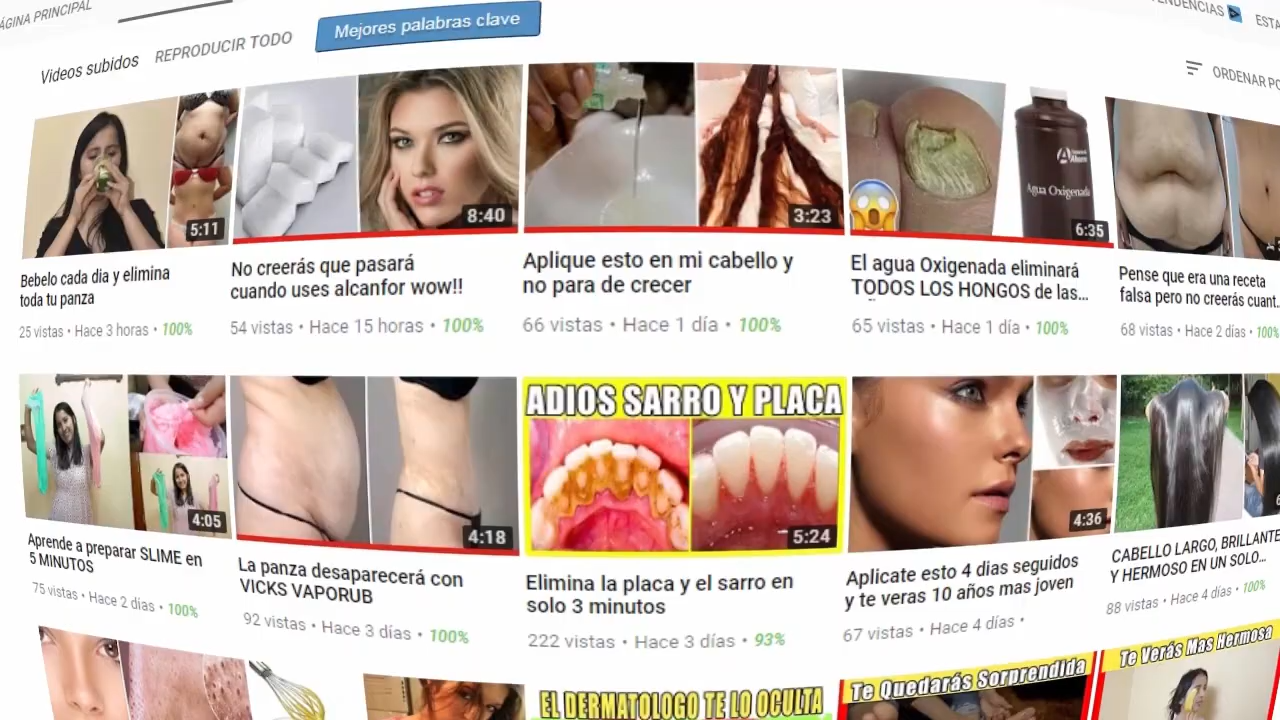 PÁGINA PRINCIPAL
TENDENCIAS
Videos subidos
REPRODUCIR TODO
Mejores palabras clave
ORDENAR
5:11
8:40
3:23
Agua Oxigenada
6:35
Bebelo cada dia y elimina
toda tu panza
25 vistas • Hace 3 horas • 100%
No creerás que pasará
cuando uses alcanfor wow!!
54 vistas • Hace 15 horas • 100%
Aplique esto en mi cabello y
no para de crecer
66 vistas • Hace 1 día • 100%
El agua Oxigenada eliminará
TODOS LOS HONGOS de las...
65 vistas • Hace 1 día • 100%
Pense que era una receta
falsa pero no creerás cuant...
68 vistas • Hace 2 días • 100%
4:05
4:18
ADIOS SARRO Y PLACA
5:24
4:36
Aprende a preparar SLIME en
5 MINUTOS
75 vistas • Hace 2 días • 100%
La panza desaparecerá con
VICKS VAPORUB
92 vistas • Hace 3 días • 100%
Elimina la placa y el sarro en
solo 3 minutos
222 vistas • Hace 3 días • 93%
Aplicate esto 4 dias seguidos
y te veras 10 años mas joven
67 vistas • Hace 4 días •
CABELLO LARGO, BRILLANTE
Y HERMOSO EN UN SOLO...
88 vistas • Hace 4 días • 100%
EL DERMATOLOGO TE LO OCULTA
Te Quedarás Sorprendida
Te Verás Mas Hermosa